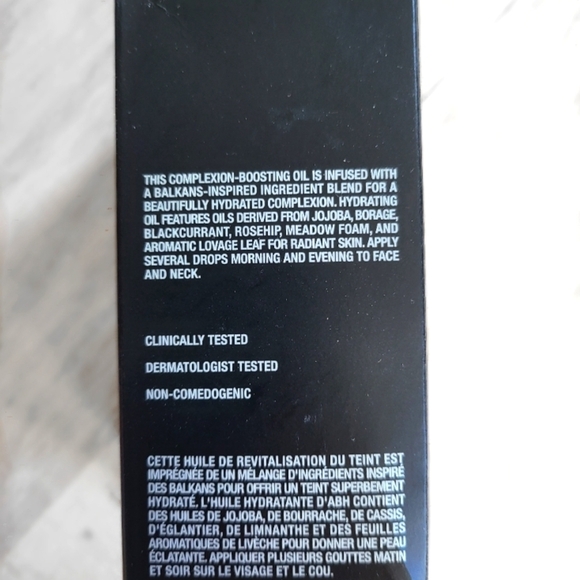 THIS COMPLEXION-BOOSTING OIL IS INFUSED WITH
A BALKANS-INSPIRED INGREDIENT BLEND FOR A
BEAUTIFULLY HYDRATED COMPLEXION. HYDRATING
OIL FEATURES OILS DERIVED FROM JOJOBA, BORAGE,
BLACKCURRANT, ROSEHIP, MEADOW FOAM, AND
AROMATIC LOVAGE LEAF FOR RADIANT SKIN. APPLY
SEVERAL DROPS MORNING AND EVENING TO FACE
AND NECK.
CLINICALLY TESTED
DERMATOLOGIST TESTED
NON-COMEDOGENIC
CETTE HUILE DE REVITALISATION DU TEINT EST
IMPRÉGNÉE DE UN MÉLANGE D'INGRÉDIENTS INSPIRÉ
DES BALKANS POUR OFFRIR UN TEINT SUPERBEMENT
HYDRATÉ. L'HUILE HYDRATANTE D'ABH CONTIENT
DES HUILES DE JOJOBA, DE BOURRACHE, DE CASSIS,
D'ÉGLANTIER, DE LIMNANTHE ET DES FEUILLES
AROMATIQUES DE LIVÈCHE POUR DONNER UNE PEAU
ÉCLATANTE. APPLIQUER PLUSIEURS GOUTTES MATIN
ET SOIR SUR LE VISAGE ET LE COU.